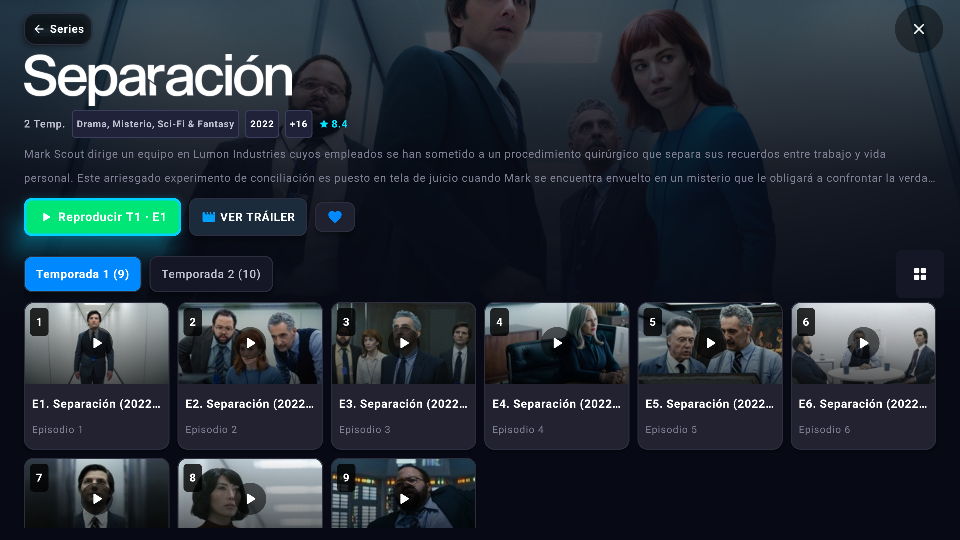 ← Series
Separación
2 Temp. Drama, Misterio, Sci-Fi & Fantasy 2022 +16 ★ 8.4
Mark Scout dirige un equipo en Lumon Industries cuyos empleados se han sometido a un procedimiento quirúrgico que separa sus recuerdos entre trabajo y vida
personal. Este arriesgado experimento de conciliación es puesto en tela de juicio cuando Mark se encuentra envuelto en un misterio que le obligará a confrontar la verda…
Reproducir T1 · E1 VER TRÁILER
Temporada 1 (9) Temporada 2 (10)
1 2 3 4 5 6
E1. Separación (2022… E2. Separación (2022… E3. Separación (2022… E4. Separación (2022… E5. Separación (2022… E6. Separación (2022…
Episodio 1 Episodio 2 Episodio 3 Episodio 4 Episodio 5 Episodio 6
7 8 9